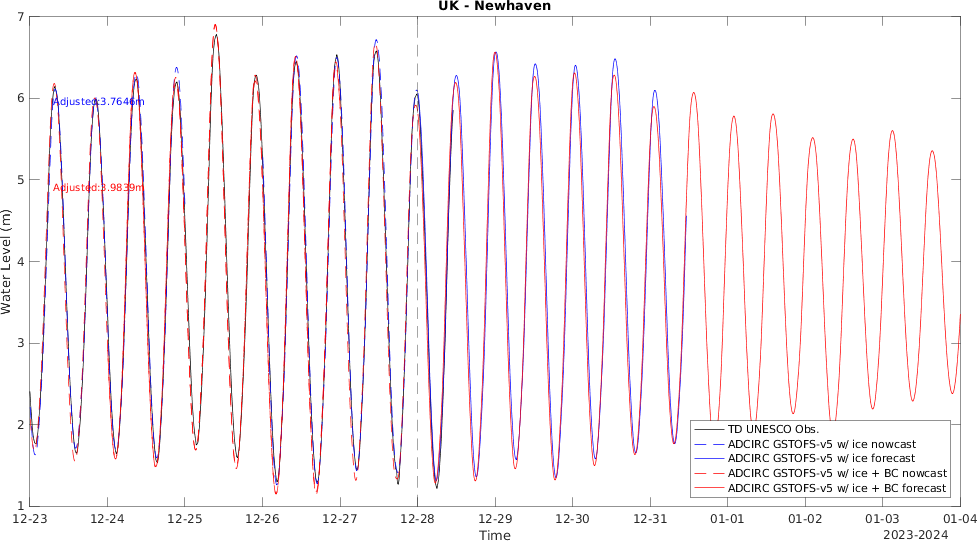 UK - Newhaven
7
6
5
4
3
2
1
Water Level (m)
Adjusted:3.7646m
Adjusted:3.9839m
TD UNESCO Obs.
ADCIRC GSTOFS-v5 w/ ice nowcast
ADCIRC GSTOFS-v5 w/ ice forecast
ADCIRC GSTOFS-v5 w/ ice + BC nowcast
ADCIRC GSTOFS-v5 w/ ice + BC forecast
12-23 12-24 12-25 12-26 12-27 12-28 12-29 12-30 12-31 01-01 01-02 01-03 01-04
Time
2023-2024